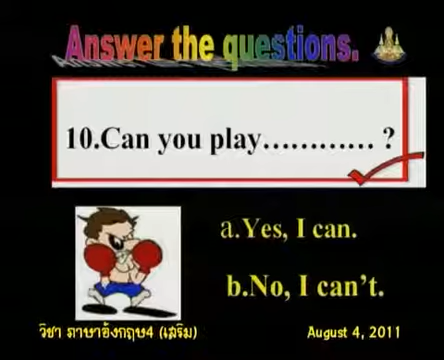 Answer the questions.
10.Can you play............ ?
a.Yes, I can.
b.No, I can't.
วิชา ภาษาอังกฤษ4 (เสริม)
August 4, 2011